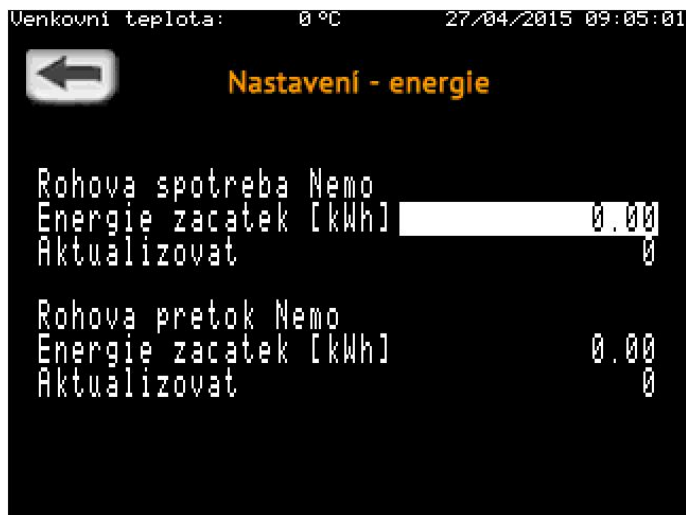 Venkovní teplota: 0 °C 27/04/2015 09:05:01
Nastavení - energie
Rohova spotreba Nemo
Energie zacatek [kWh] 0.00
Aktualizovat 0
Rohova pretok Nemo
Energie zacatek [kWh] 0.00
Aktualizovat 0